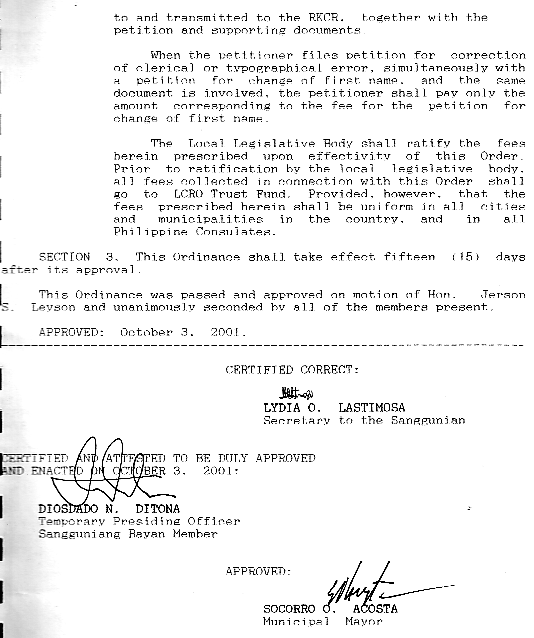 to and transmitted to the RKCR, together with the
petition and supporting documents.
When the petitioner files petition for correction
of clerical or typographical error, simultaneously with
a petition for change of first name, and the same
document is involved, the petitioner shall pay only the
amount corresponding to the fee for the petition for
change of first name.
The Local Legislative Body shall ratify the fees
herein prescribed upon effectivity of this Order.
Prior to ratification by the local legislative body,
all fees collected in connection with this Order shall
go to LCRO Trust Fund. Provided, however, that the
fees prescribed herein shall be uniform in all cities
and municipalities in the country, and in all
Philippine Consulates.
SECTION 3. This Ordinance shall take effect fifteen (15) days
after its approval.
This Ordinance was passed and approved on motion of Hon. Jerson
S. Leyson and unanimously seconded by all of the members present.
APPROVED: October 3, 2001.
CERTIFIED CORRECT:
LYDIA O. LASTIMOSA
Secretary to the Sanggunian
CERTIFIED AND ATTESTED TO BE DULY APPROVED
AND ENACTED ON OCTOBER 3, 2001:
DIOSDADO N. DITONA
Temporary Presiding Officer
Sangguniang Bayan Member
APPROVED:
SOCORRO O. ACOSTA
Municipal Mayor